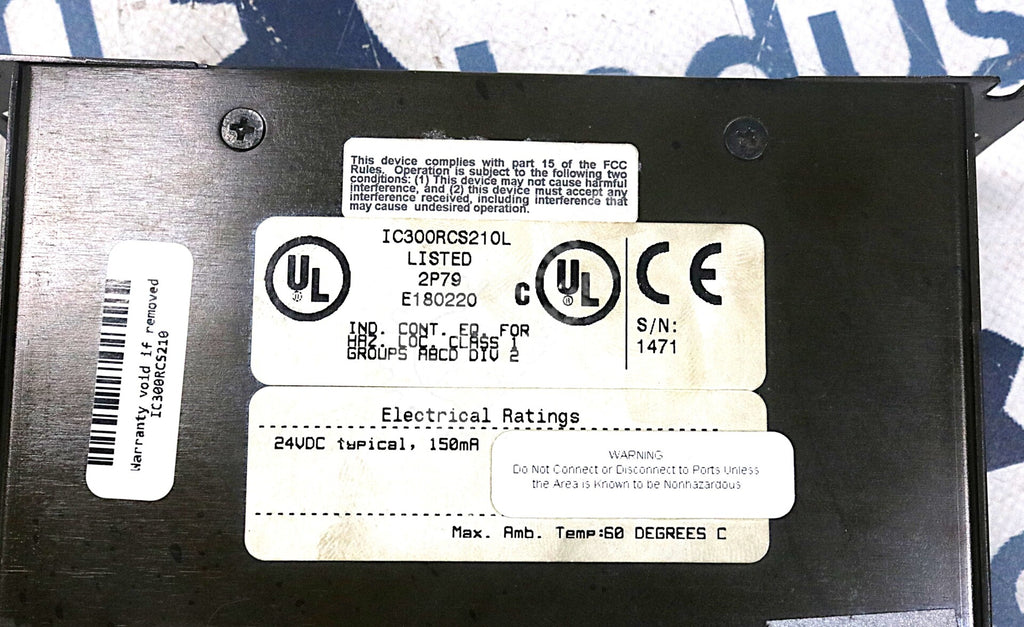 This device complies with part 15 of the FCC
Rules. Operation is subject to the following two
conditions: (1) This device may not cause harmful
interference, and (2) this device must accept any
interference received, including interference that
may cause undesired operation.
IC300RCS210L
LISTED
2P79
E180220
UL
®
C
UL
®
CE
IND. CONT. EQ. FOR
HAZ. LOC. CLASS I
GROUPS ABCD DIV 2
S/N:
1471
Warranty void if removed
IC300RCS210
Electrical Ratings
24VDC typical, 150mA
WARNING
Do Not Connect or Disconnect to Ports Unless
the Area is Known to be Nonhazardous
Max. Amb. Temp:60 DEGREES C